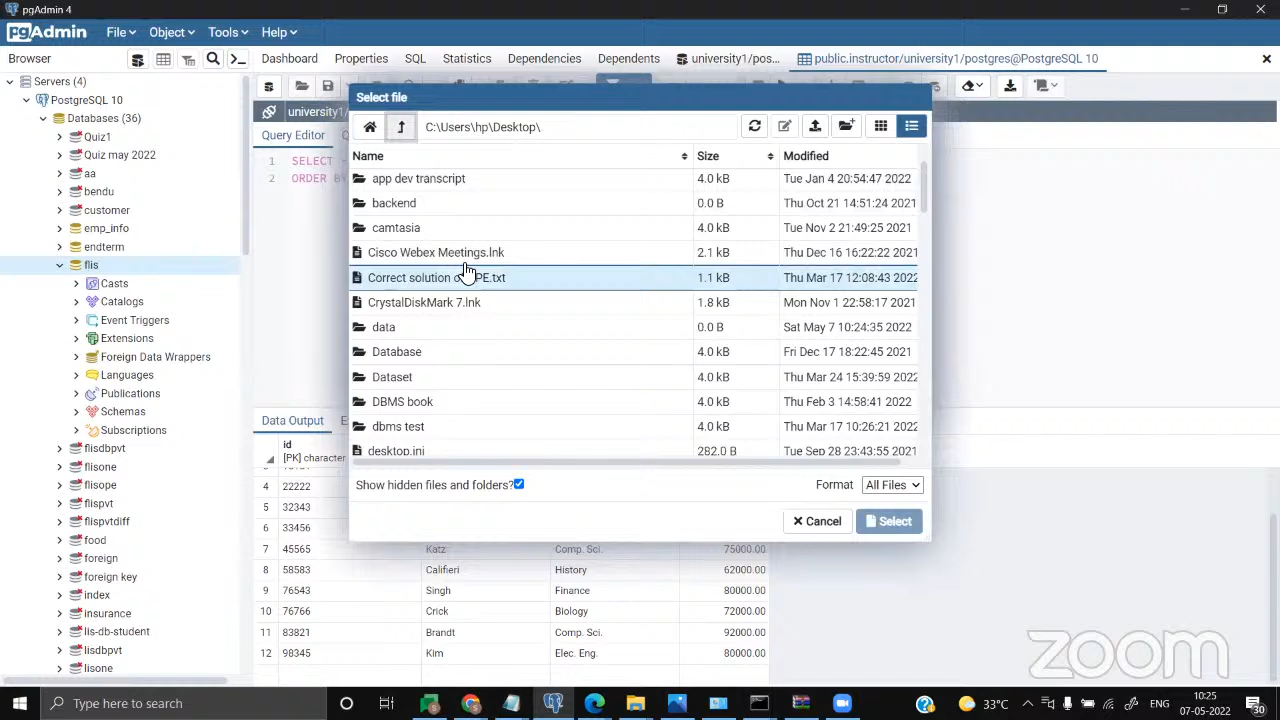 pgAdmin 4
pgAdmin File Object Tools Help
Browser Dashboard Properties SQL Statistics Dependencies Dependents university1/pos... public.instructor/university1/postgres@PostgreSQL 10
Servers (4)
PostgreSQL 10
Databases (36)
Quiz1
Quiz may 2022
aa
bendu
customer
emp_info
endterm
flis
Casts
Catalogs
Event Triggers
Extensions
Foreign Data Wrappers
Languages
Publications
Schemas
Subscriptions
flisdbpvt
flisone
flisope
flispvt
flispvtdiff
food
foreign
foreign key
index
insurance
lis-db-student
lisdbpvt
lisone
university1/
Query Editor
1 SELECT
2 ORDER BY
Select file
C:\Users\hp\Desktop\
Name Size Modified
app dev transcript 4.0 kB Tue Jan 4 20:54:47 2022
backend 0.0 B Thu Oct 21 14:51:24 2021
camtasia 4.0 kB Tue Nov 2 21:49:25 2021
Cisco Webex Meetings.lnk 2.1 kB Thu Dec 16 16:22:22 2021
Correct solution PE.txt 1.1 kB Thu Mar 17 12:08:43 2022
CrystalDiskMark 7.lnk 1.8 kB Mon Nov 1 22:58:17 2021
data 0.0 B Sat May 7 10:24:35 2022
Database 4.0 kB Fri Dec 17 18:22:45 2021
Dataset 4.0 kB Thu Mar 24 15:39:59 2022
DBMS book 4.0 kB Thu Feb 3 14:58:41 2022
dbms test 4.0 kB Thu Mar 17 10:26:21 2022
desktop.ini 282.0 B Tue Sep 28 23:43:55 2021
Show hidden files and folders? Format All Files
Cancel Select
Data Output
id
[PK] character
4 22222
5 32343
6 33456
7 45565 Katz Comp. Sci. 75000.00
8 58583 Califieri History 62000.00
9 76543 Singh Finance 80000.00
10 76766 Crick Biology 72000.00
11 83821 Brandt Comp. Sci. 92000.00
12 98345 Kim Elec. Eng. 80000.00
zoom
Type here to search
33°C ENG
10:25
07-05-2022
30